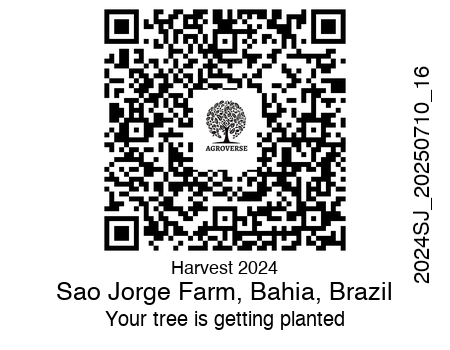 AGROVERSE
Harvest 2024
Sao Jorge Farm, Bahia, Brazil
Your tree is getting planted
2024SJ_20250710_16